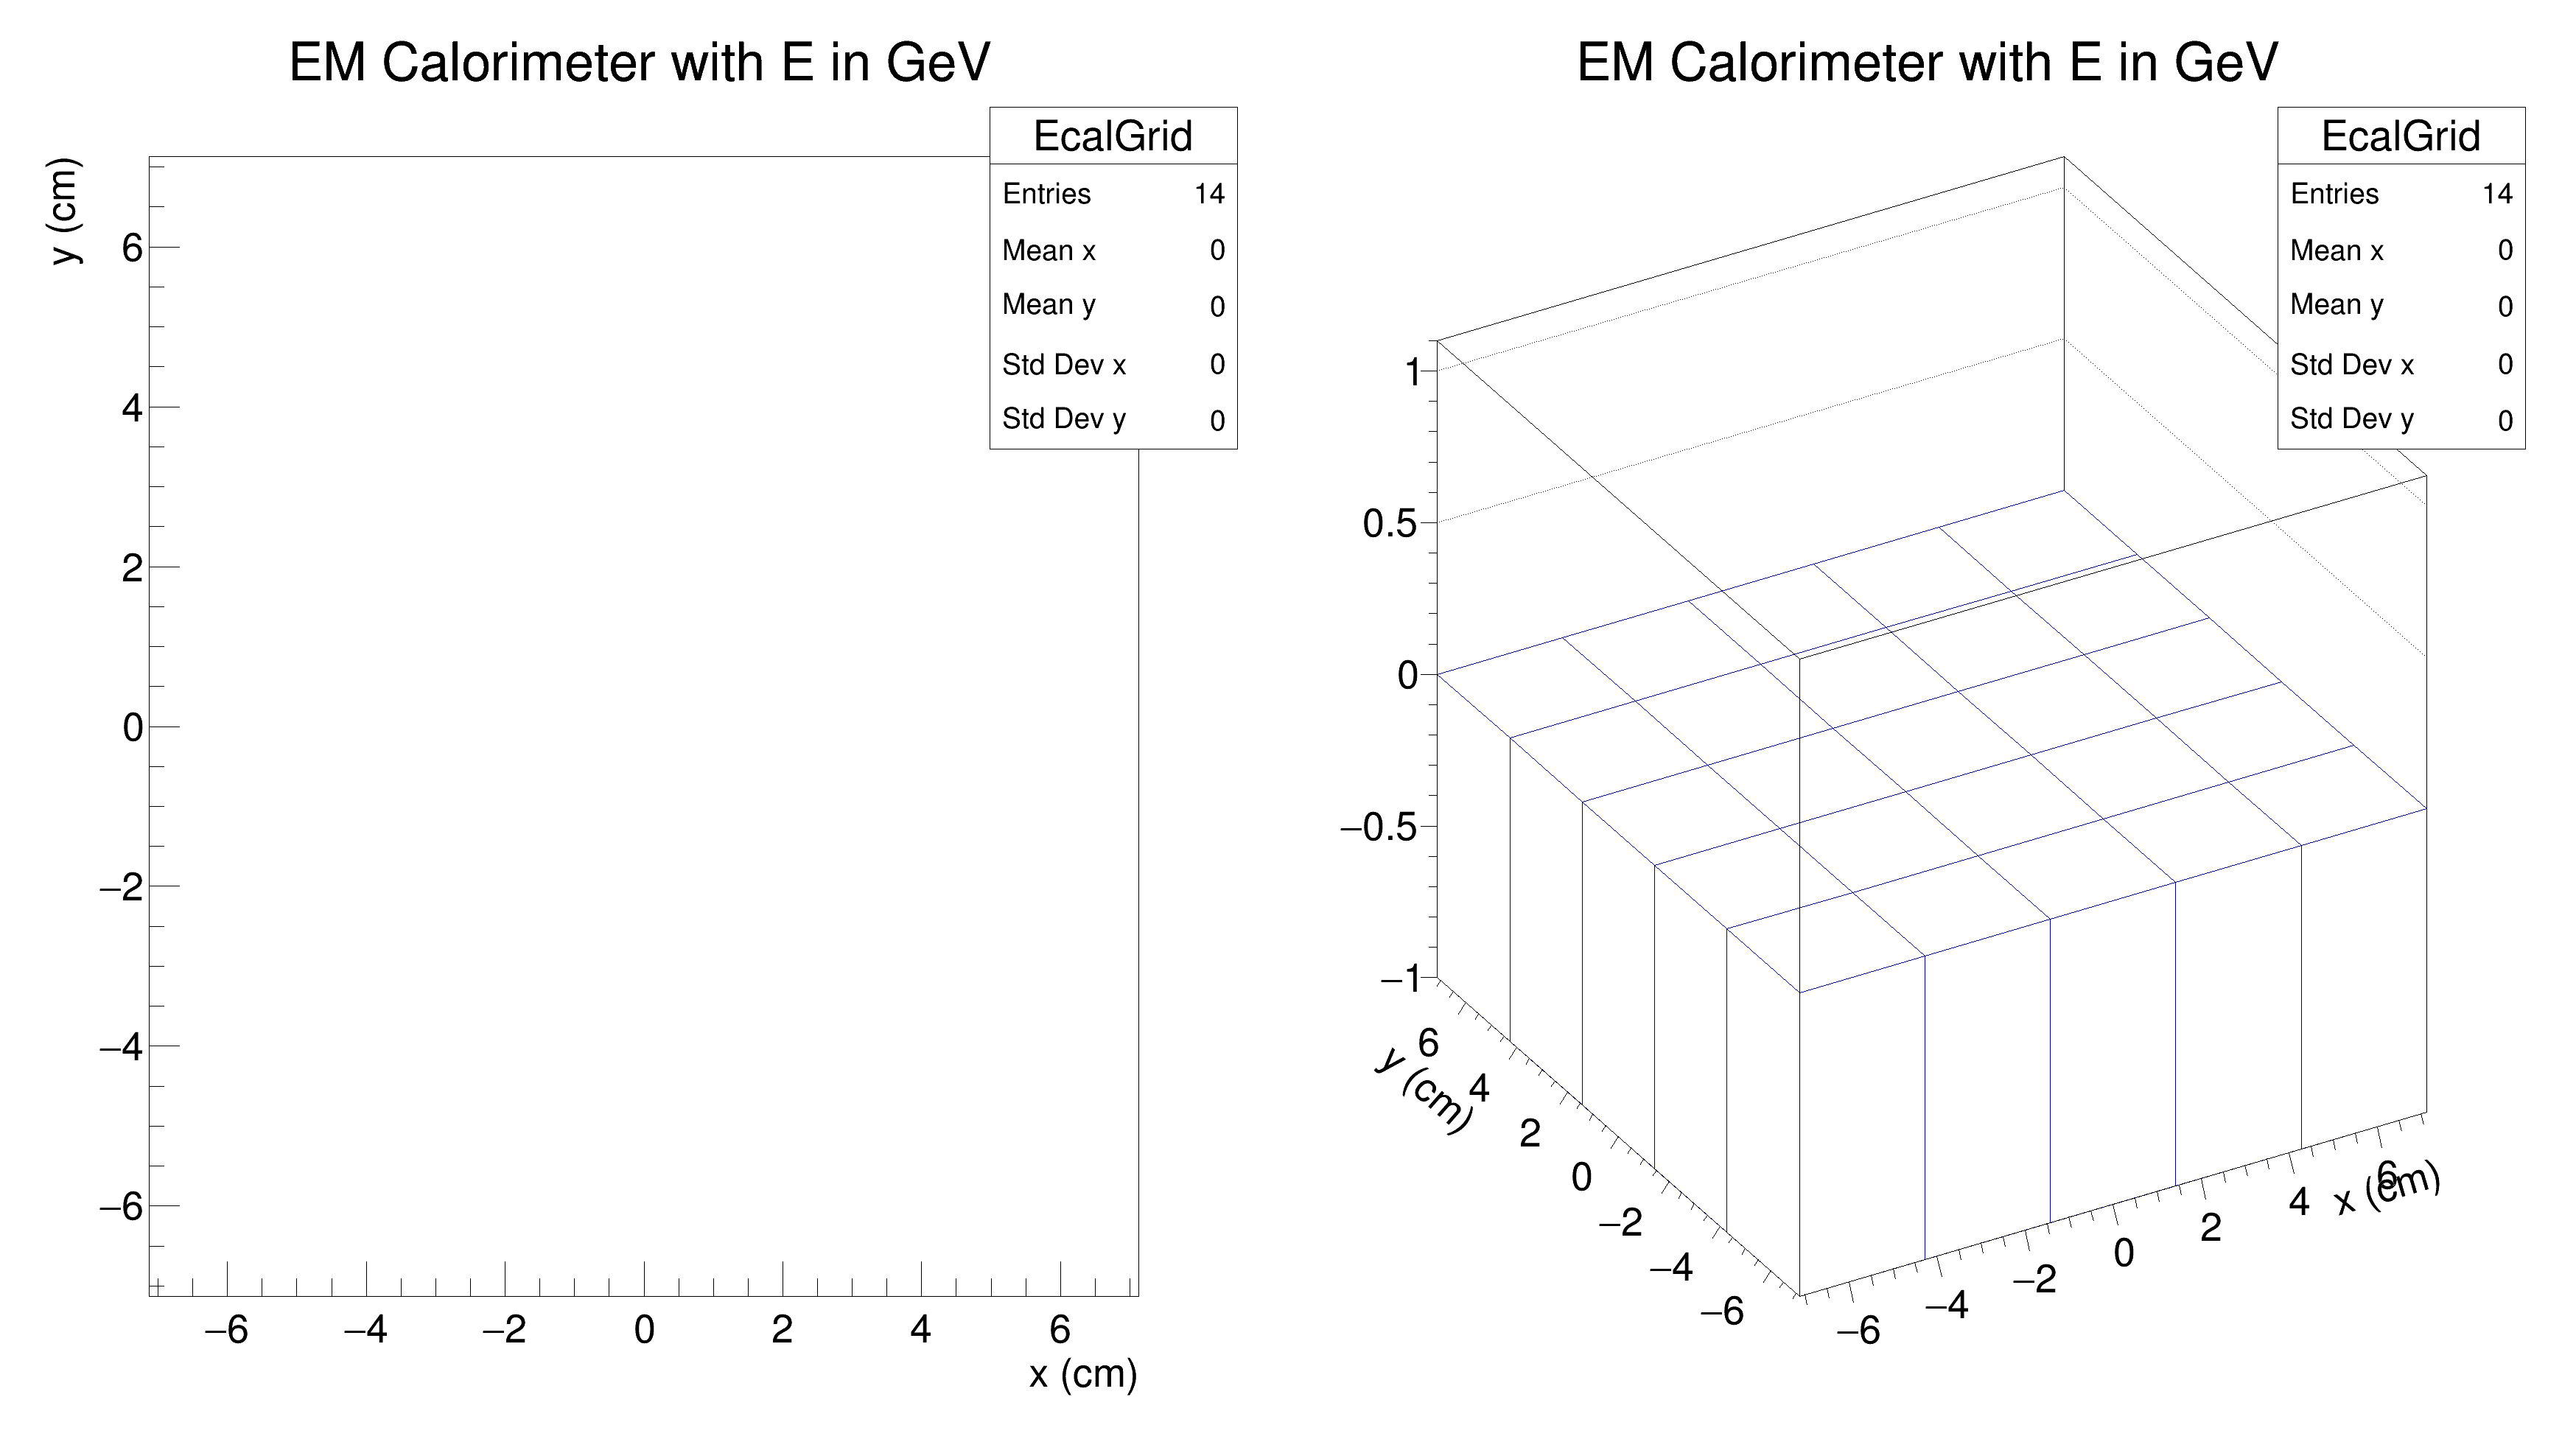 EM Calorimeter with E in GeV
EcalGrid
Entries 14
Mean x 0
Mean y 0
Std Dev x 0
Std Dev y 0
y (cm)
6
4
2
0
−2
−4
−6
−6 −4 −2 0 2 4 6
x (cm)
EM Calorimeter with E in GeV
EcalGrid
Entries 14
Mean x 0
Mean y 0
Std Dev x 0
Std Dev y 0
1
0.5
0
−0.5
−1
y (cm)
6 4 2 0 −2 −4 −6
−6 −4 −2 0 2 4 6
x (cm)